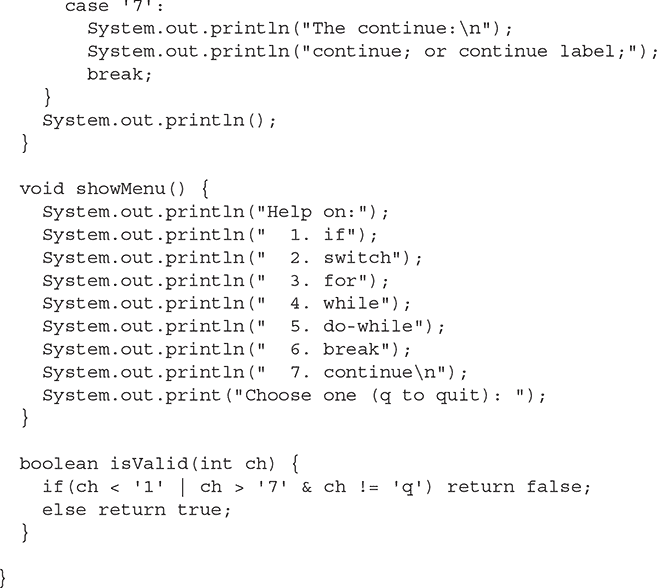 case '7':
System.out.println("The continue:\n");
System.out.println("continue; or continue label;");
break;
}
System.out.println();
}
void showMenu() {
System.out.println("Help on:");
System.out.println("  1. if");
System.out.println("  2. switch");
System.out.println("  3. for");
System.out.println("  4. while");
System.out.println("  5. do-while");
System.out.println("  6. break");
System.out.println("  7. continue\n");
System.out.print("Choose one (q to quit): ");
}
boolean isValid(int ch) {
if(ch < '1' | ch > '7' & ch != 'q') return false;
else return true;
}
}